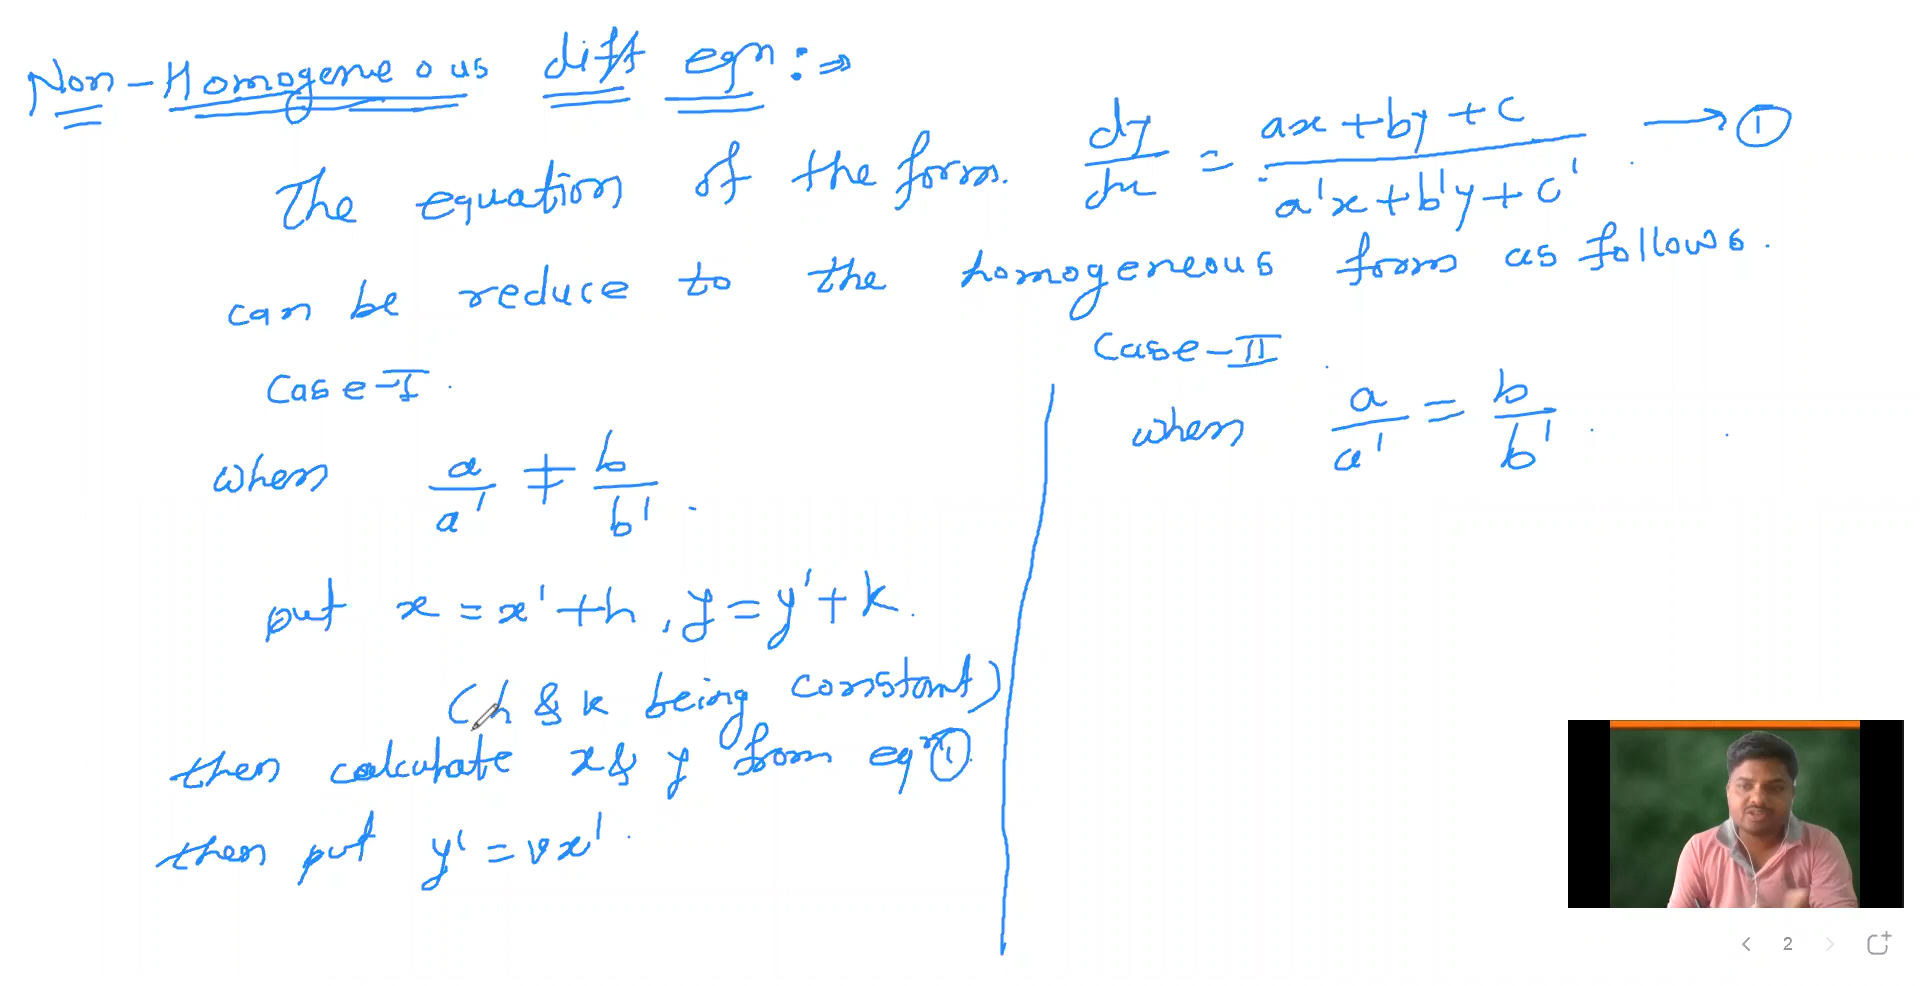 Non-Homogeneous diff eqn:⇒
The equation of the form. dy/dx = (ax+by+c)/(a'x+b'y+c') → ①
can be reduce to the homogeneous form as follows.
Case-I.
when a/a' ≠ b/b'.
put x = x'+h, y = y'+k.
(h & k being constant)
then calculate x & y from eqn ①.
then put y' = vx'.
Case-II.
when a/a' = b/b'.
2